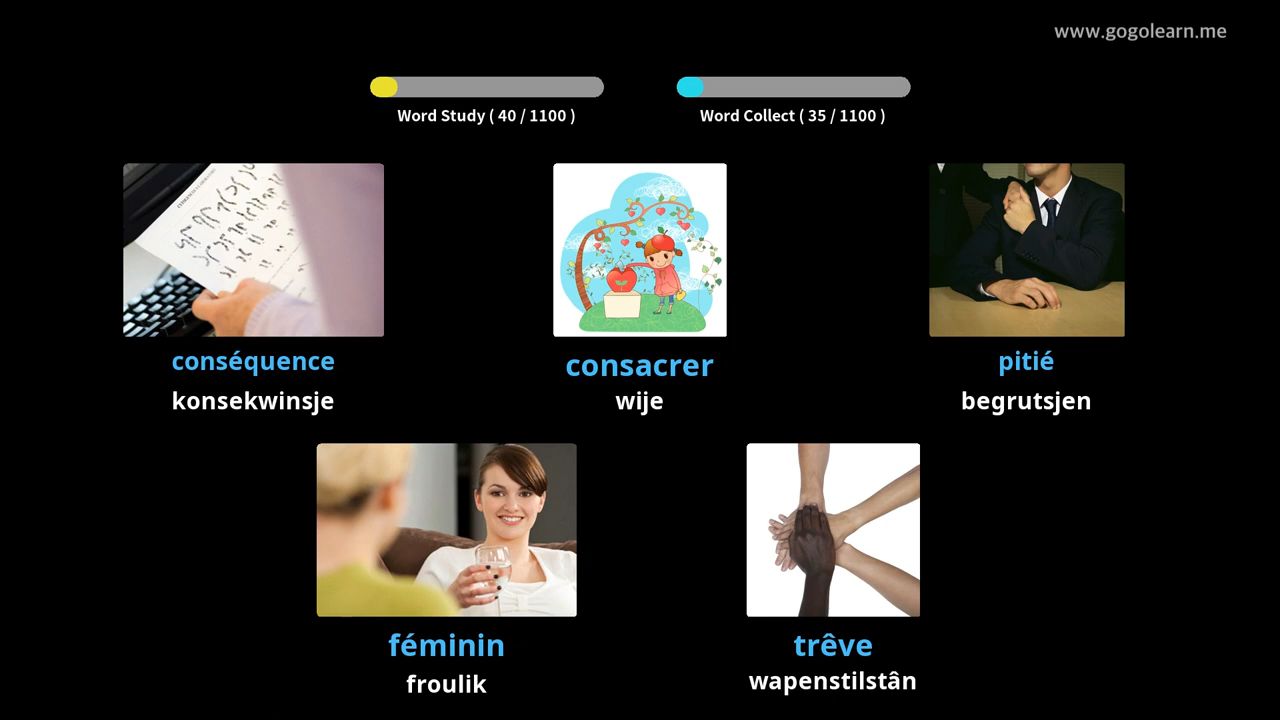 www.gogolearn.me
Word Study ( 40 / 1100 )
Word Collect ( 35 / 1100 )
conséquence
konsekwinsje
consacrer
wije
pitié
begrutsjen
féminin
froulik
trêve
wapenstilstân